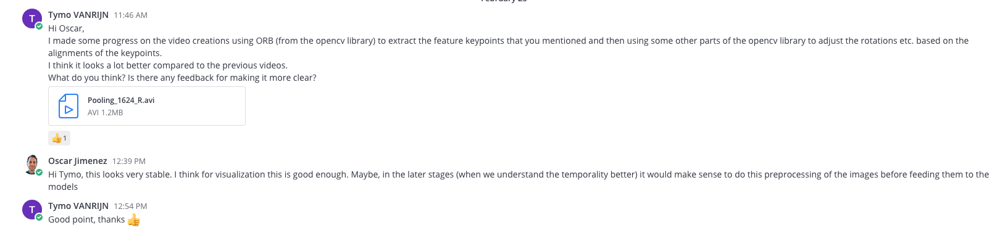 Tymo VANRIJN 11:46 AM
Hi Oscar,
I made some progress on the video creations using ORB (from the opencv library) to extract the feature keypoints that you mentioned and then using some other parts of the opencv library to adjust the rotations etc. based on the
alignments of the keypoints.
I think it looks a lot better compared to the previous videos.
What do you think? Is there any feedback for making it more clear?
Pooling_1624_R.avi
AVI 1.2MB
👍 1
Oscar Jimenez 12:39 PM
Hi Tymo, this looks very stable. I think for visualization this is good enough. Maybe, in the later stages (when we understand the temporality better) it would make sense to do this preprocessing of the images before feeding them to the
models
T
Tymo VANRIJN 12:54 PM
Good point, thanks 👍